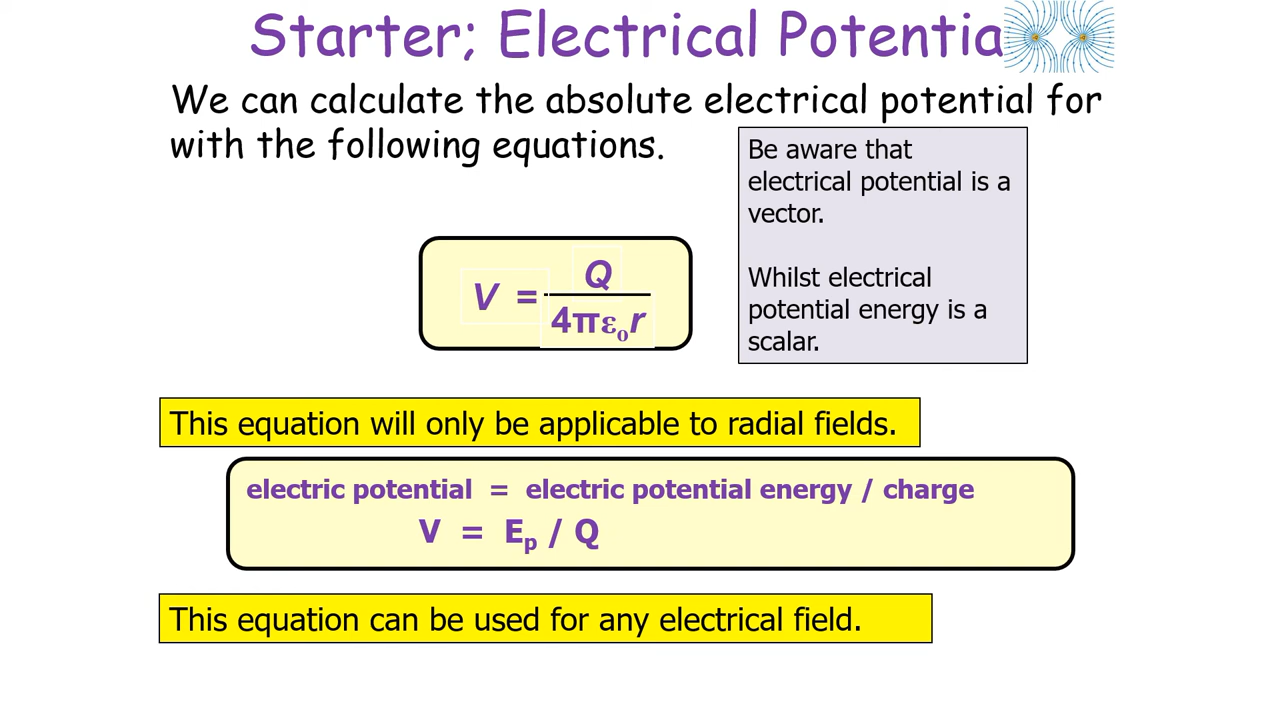 Starter; Electrical Potentia
We can calculate the absolute electrical potential for
with the following equations.
Be aware that
electrical potential is a
vector.
Whilst electrical
potential energy is a
scalar.
V = Q / 4πε₀r
This equation will only be applicable to radial fields.
electric potential = electric potential energy / charge
V = Eₚ / Q
This equation can be used for any electrical field.